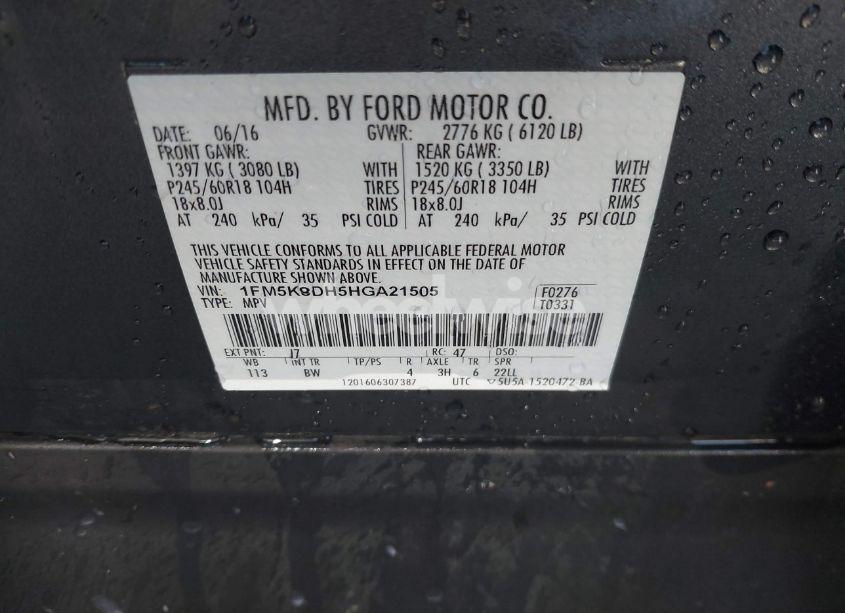 MFD. BY FORD MOTOR CO.
DATE: 06/16 GVWR: 2776 KG ( 6120 LB)
FRONT GAWR: REAR GAWR:
1397 KG ( 3080 LB) WITH 1520 KG ( 3350 LB) WITH
P245/60R18 104H TIRES P245/60R18 104H TIRES
18x8.0J RIMS 18x8.0J RIMS
AT 240 kPa/ 35 PSI COLD AT 240 kPa/ 35 PSI COLD
THIS VEHICLE CONFORMS TO ALL APPLICABLE FEDERAL MOTOR
VEHICLE SAFETY STANDARDS IN EFFECT ON THE DATE OF
MANUFACTURE SHOWN ABOVE.
VIN: 1FM5K8DH5HGA21505 F0276
TYPE: MPV T0331
EXT PNT: J7 RC: 47 DSO:
WB INT TR TP/PS R AXLE TR SPR
113 BW 4 3H 6 22LL
1201606307387 UTC ▽5U5A 1520472 BA